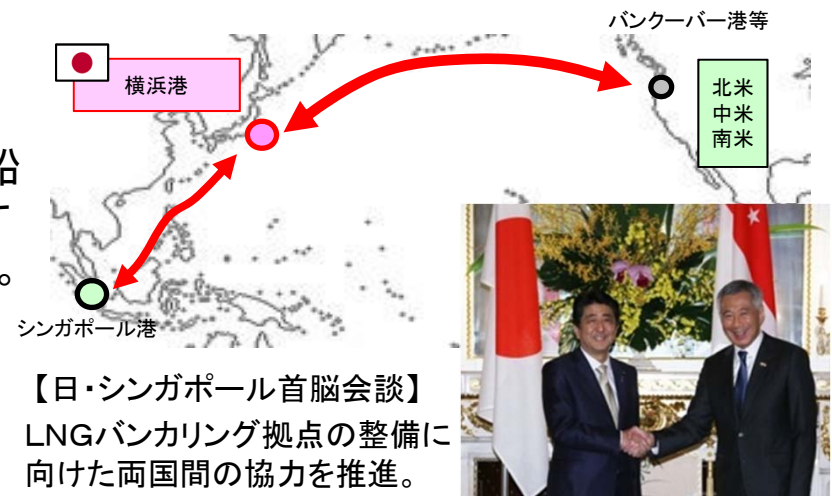 バンクーバー港等
横浜港
北米
中米
南米
船
。
シンガポール港
【日・シンガポール首脳会談】
LNGバンカリング拠点の整備に
向けた両国間の協力を推進。